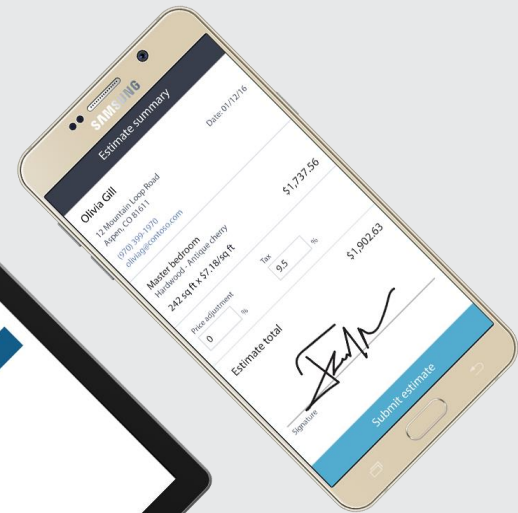 SAMSUNG
Estimate summary
Date: 01/12/16
Olivia Gill
12 Mountain Loop Road
Aspen, CO 81611
(970) 399-1970
oliviag@contoso.com
Master bedroom
Hardwood - Antique cherry
242 sq ft x $7.18/sq ft
$1,737.56
Price adjustment
0 %
Tax
9.5 %
Estimate total
$1,902.63
Signature
Submit estimate